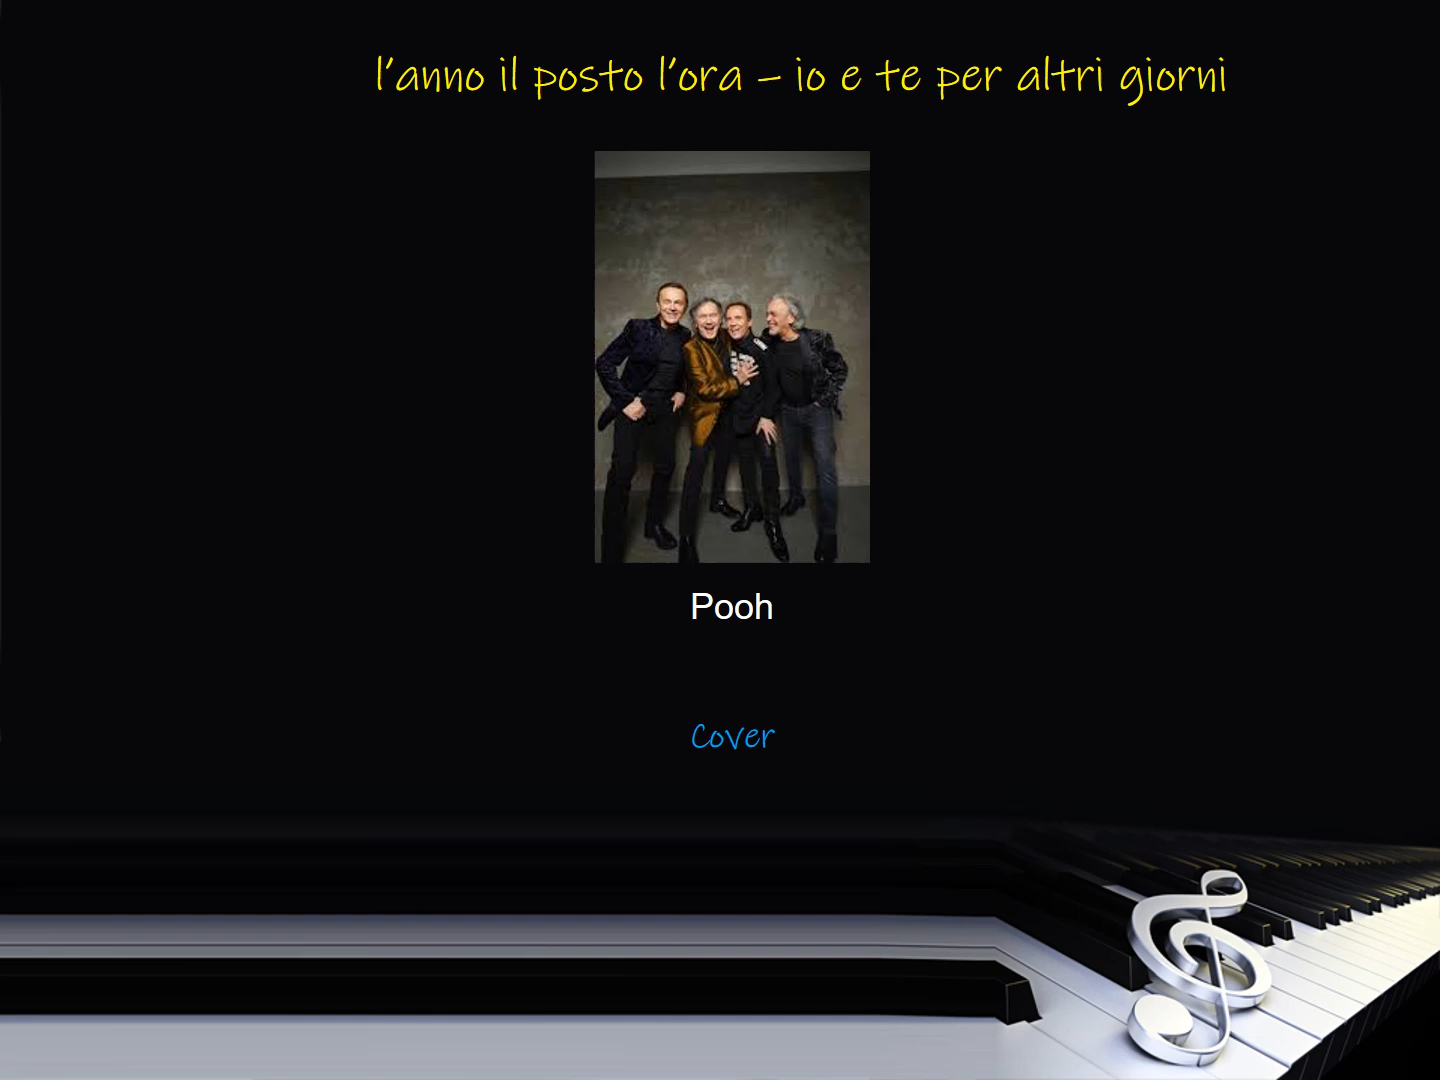 l’anno il posto l’ora – io e te per altri giorni
Pooh
Cover